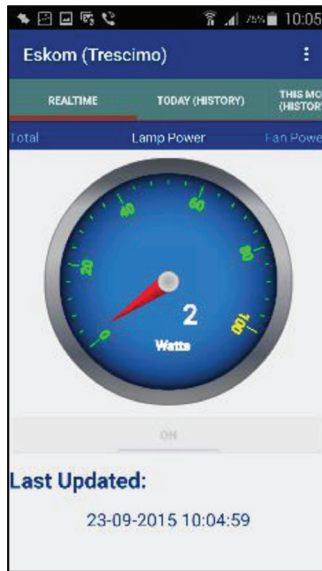 75% 10:05
Eskom (Trescimo)
REALTIME TODAY (HISTORY) THIS MO
(HISTOR
Total Lamp Power Fan Powe
40 60
20 80
2
0 100
Watts
ON
Last Updated:
23-09-2015 10:04:59